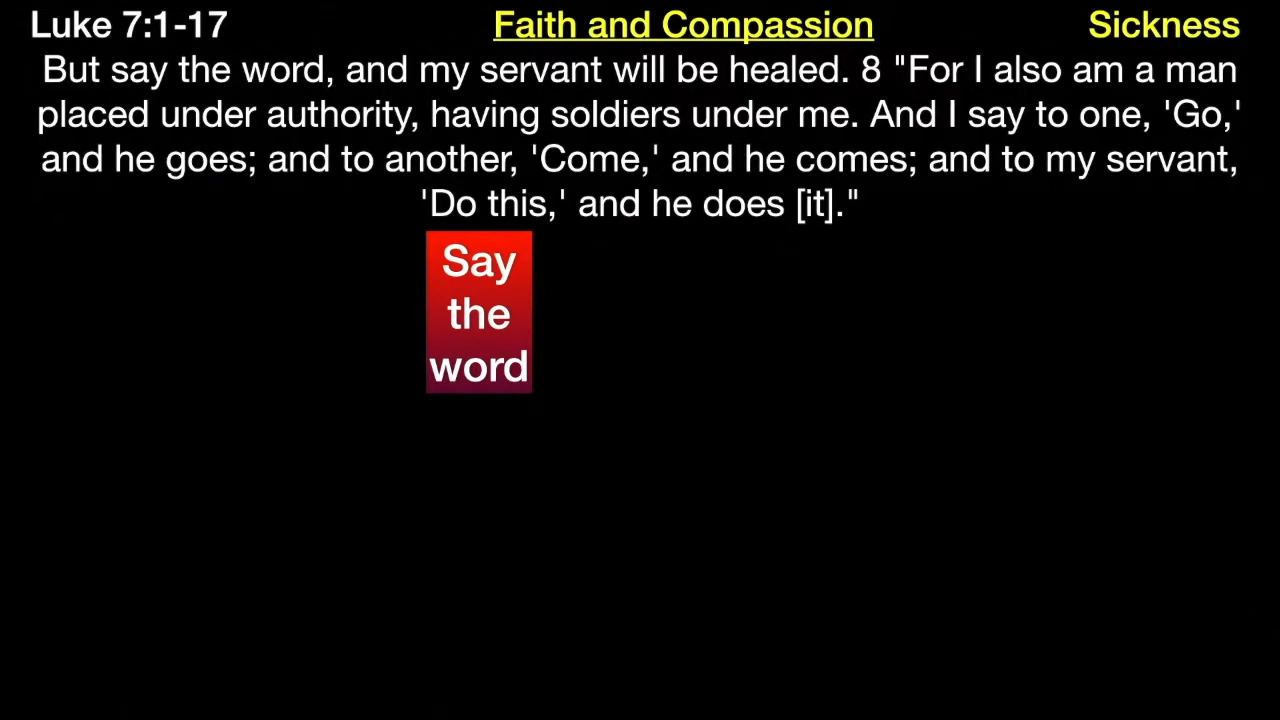 Luke 7:1-17 Faith and Compassion Sickness
But say the word, and my servant will be healed. 8 "For I also am a man
placed under authority, having soldiers under me. And I say to one, 'Go,'
and he goes; and to another, 'Come,' and he comes; and to my servant,
'Do this,' and he does [it]."
Say
the
word